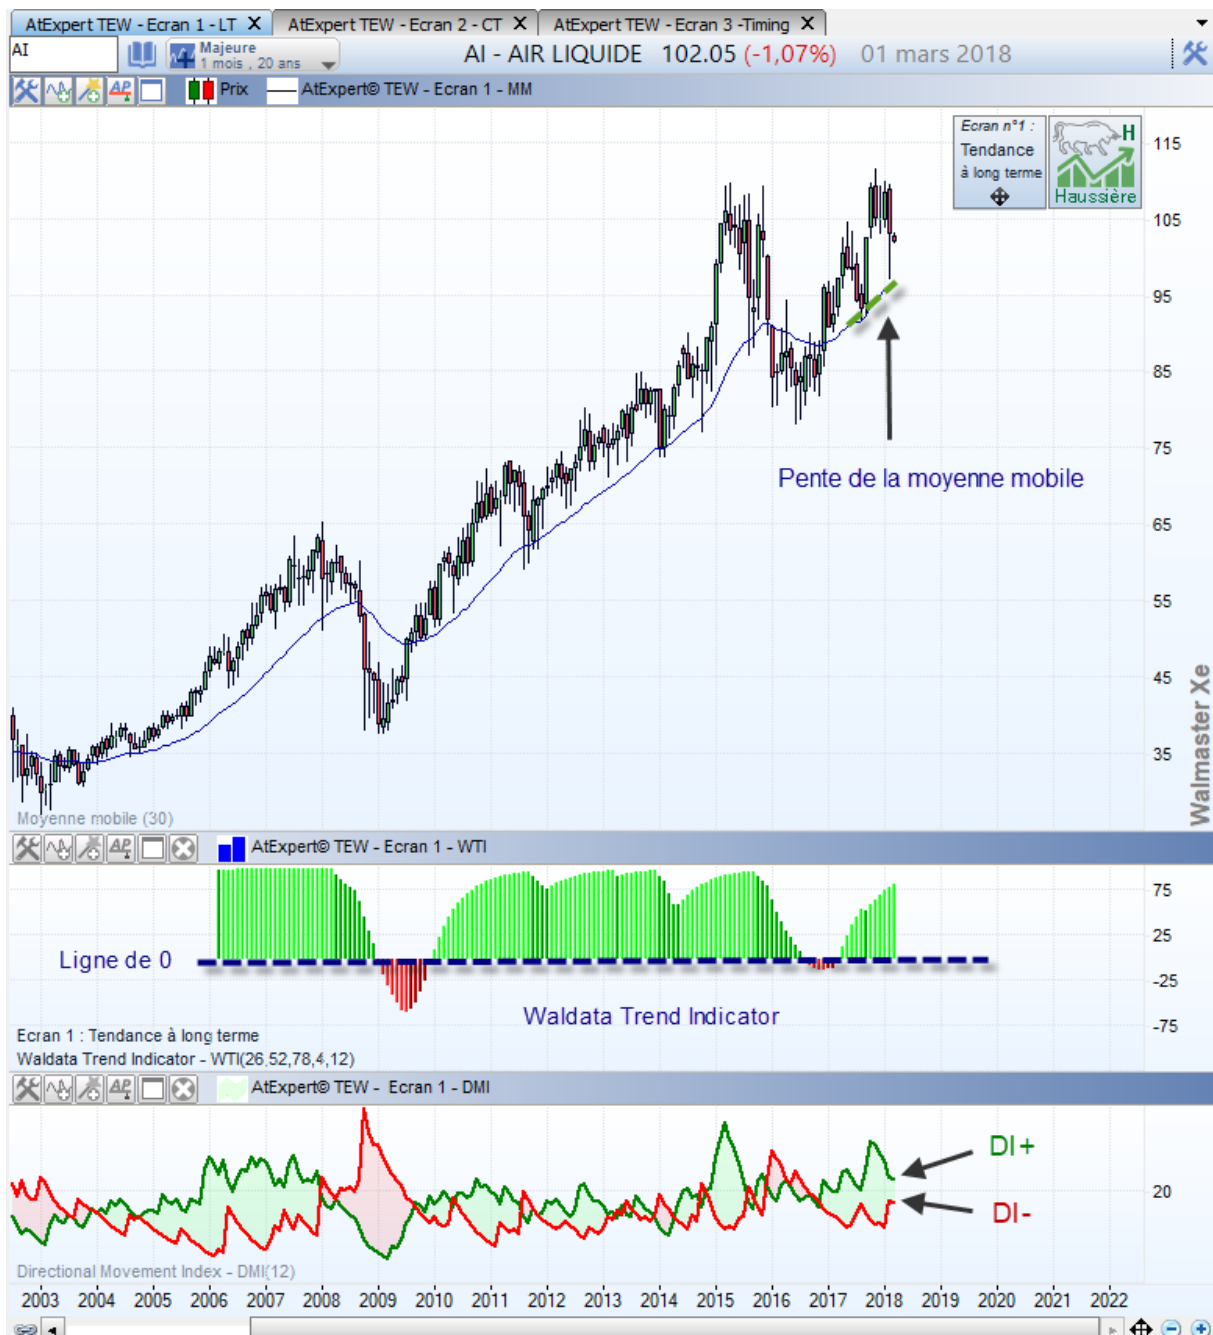 AtExpert TEW - Ecran 1 - LT X
AtExpert TEW - Ecran 2 - CT X
AtExpert TEW - Ecran 3 -Timing X
AI
Majeure
1 mois , 20 ans
AI - AIR LIQUIDE 102.05 (-1,07%) 01 mars 2018
Prix
AtExpert© TEW - Ecran 1 - MM
Ecran n°1 :
Tendance
à long terme
H
Haussière
115
105
95
85
75
65
55
45
35
Pente de la moyenne mobile
Walmaster Xe
Moyenne mobile (30)
AtExpert© TEW - Ecran 1 - WTI
75
25
-25
-75
Ligne de 0
Waldata Trend Indicator
Ecran 1 : Tendance à long terme
Waldata Trend Indicator - WTI(26,52,78,4,12)
AtExpert© TEW - Ecran 1 - DMI
DI+
20
DI-
Directional Movement Index - DMI(12)
2003 2004 2005 2006 2007 2008 2009 2010 2011 2012 2013 2014 2015 2016 2017 2018 2019 2020 2021 2022